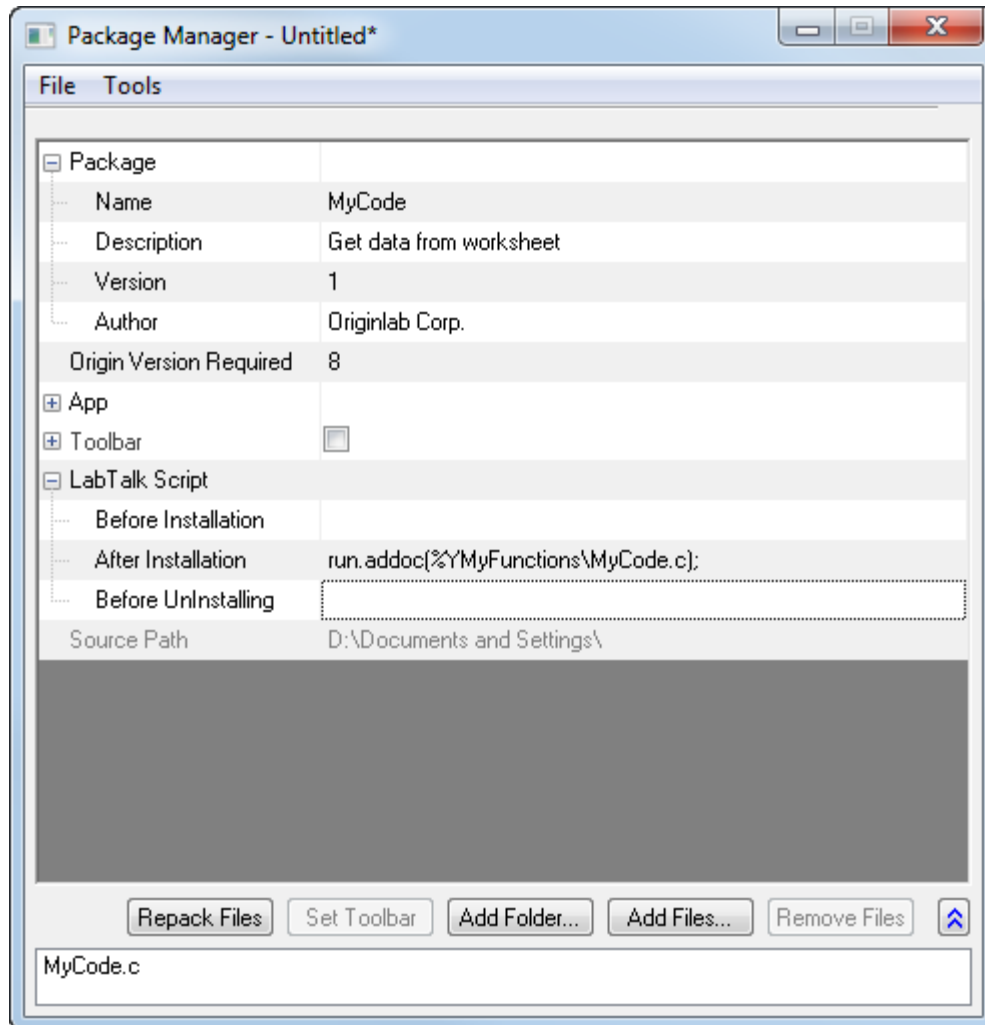 Package Manager - Untitled*
File Tools
Package
Name MyCode
Description Get data from worksheet
Version 1
Author Originlab Corp.
Origin Version Required 8
App
Toolbar
LabTalk Script
Before Installation
After Installation run.addoc(%YMyFunctions\MyCode.c);
Before UnInstalling
Source Path D:\Documents and Settings\
Repack Files Set Toolbar Add Folder... Add Files... Remove Files
MyCode.c